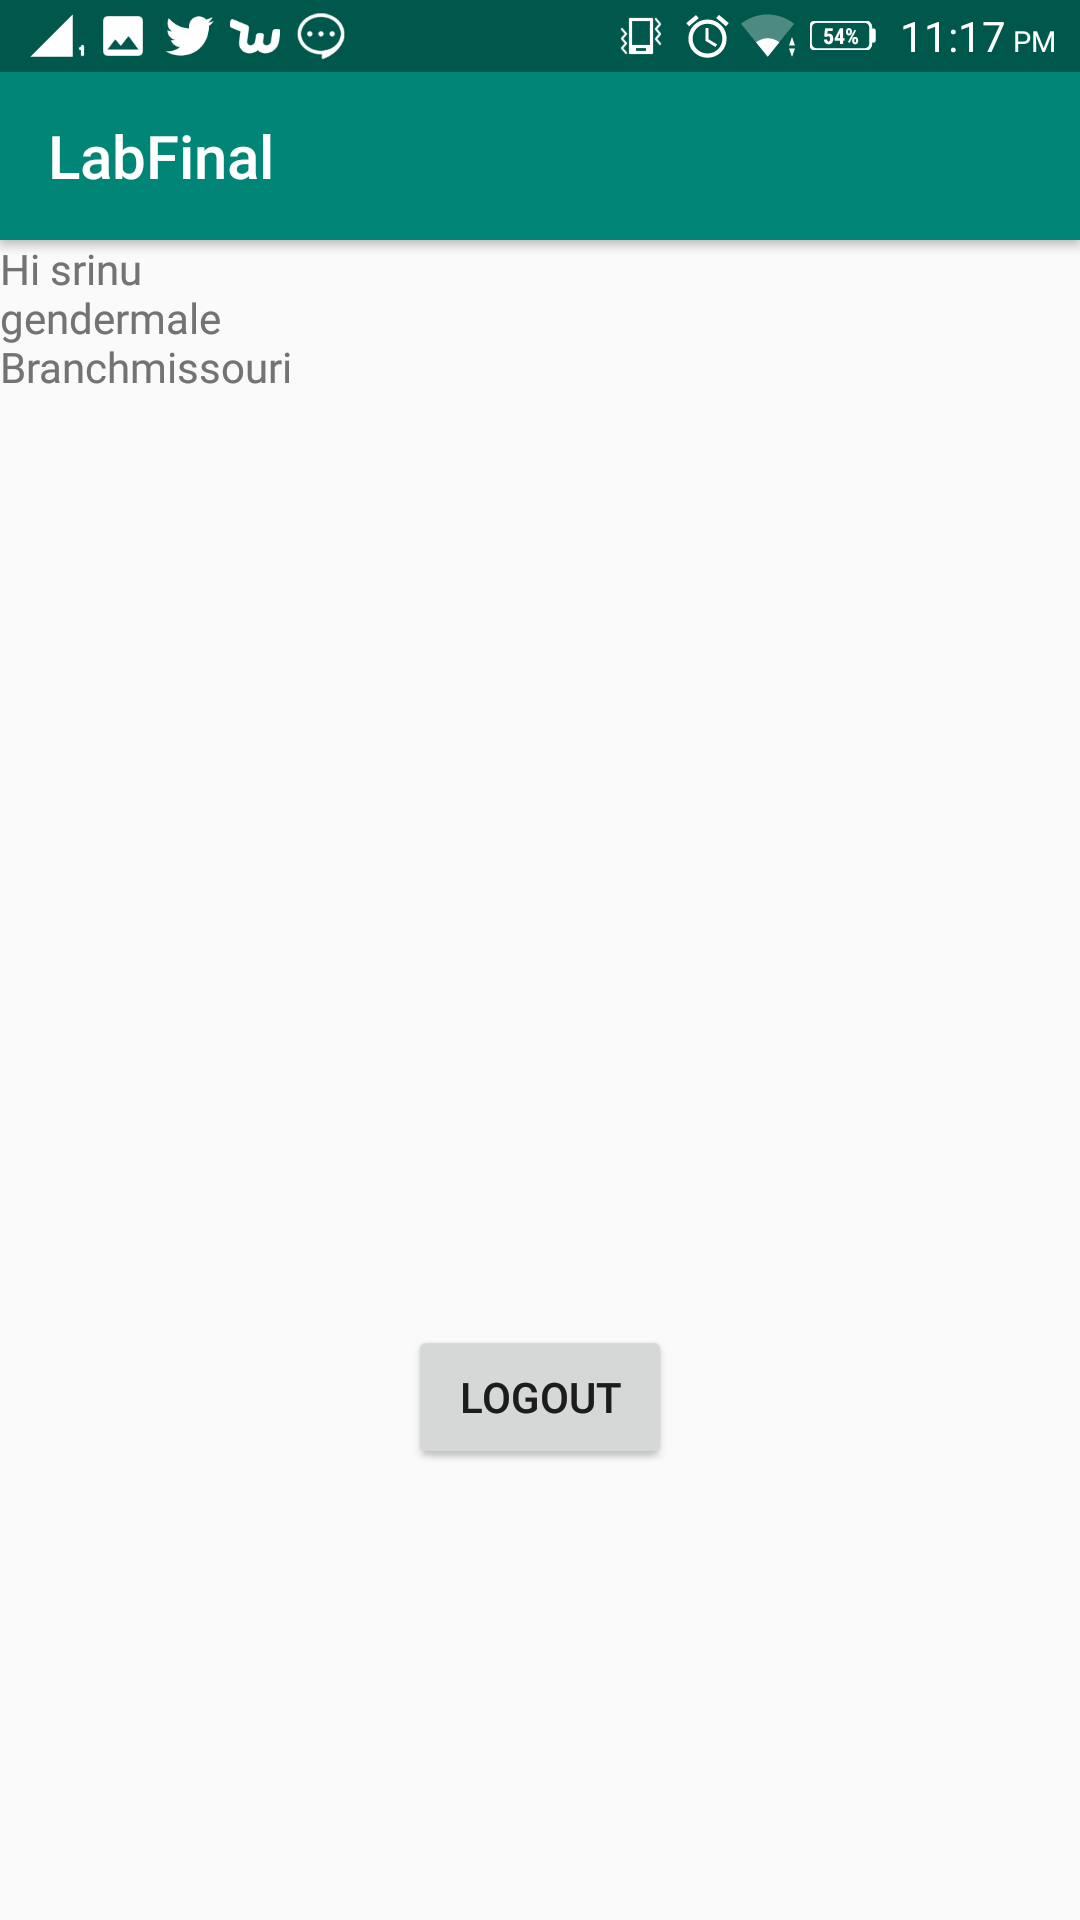 54% 11:17 PM
LabFinal
Hi srinu
gendermale
Branchmissouri
LOGOUT